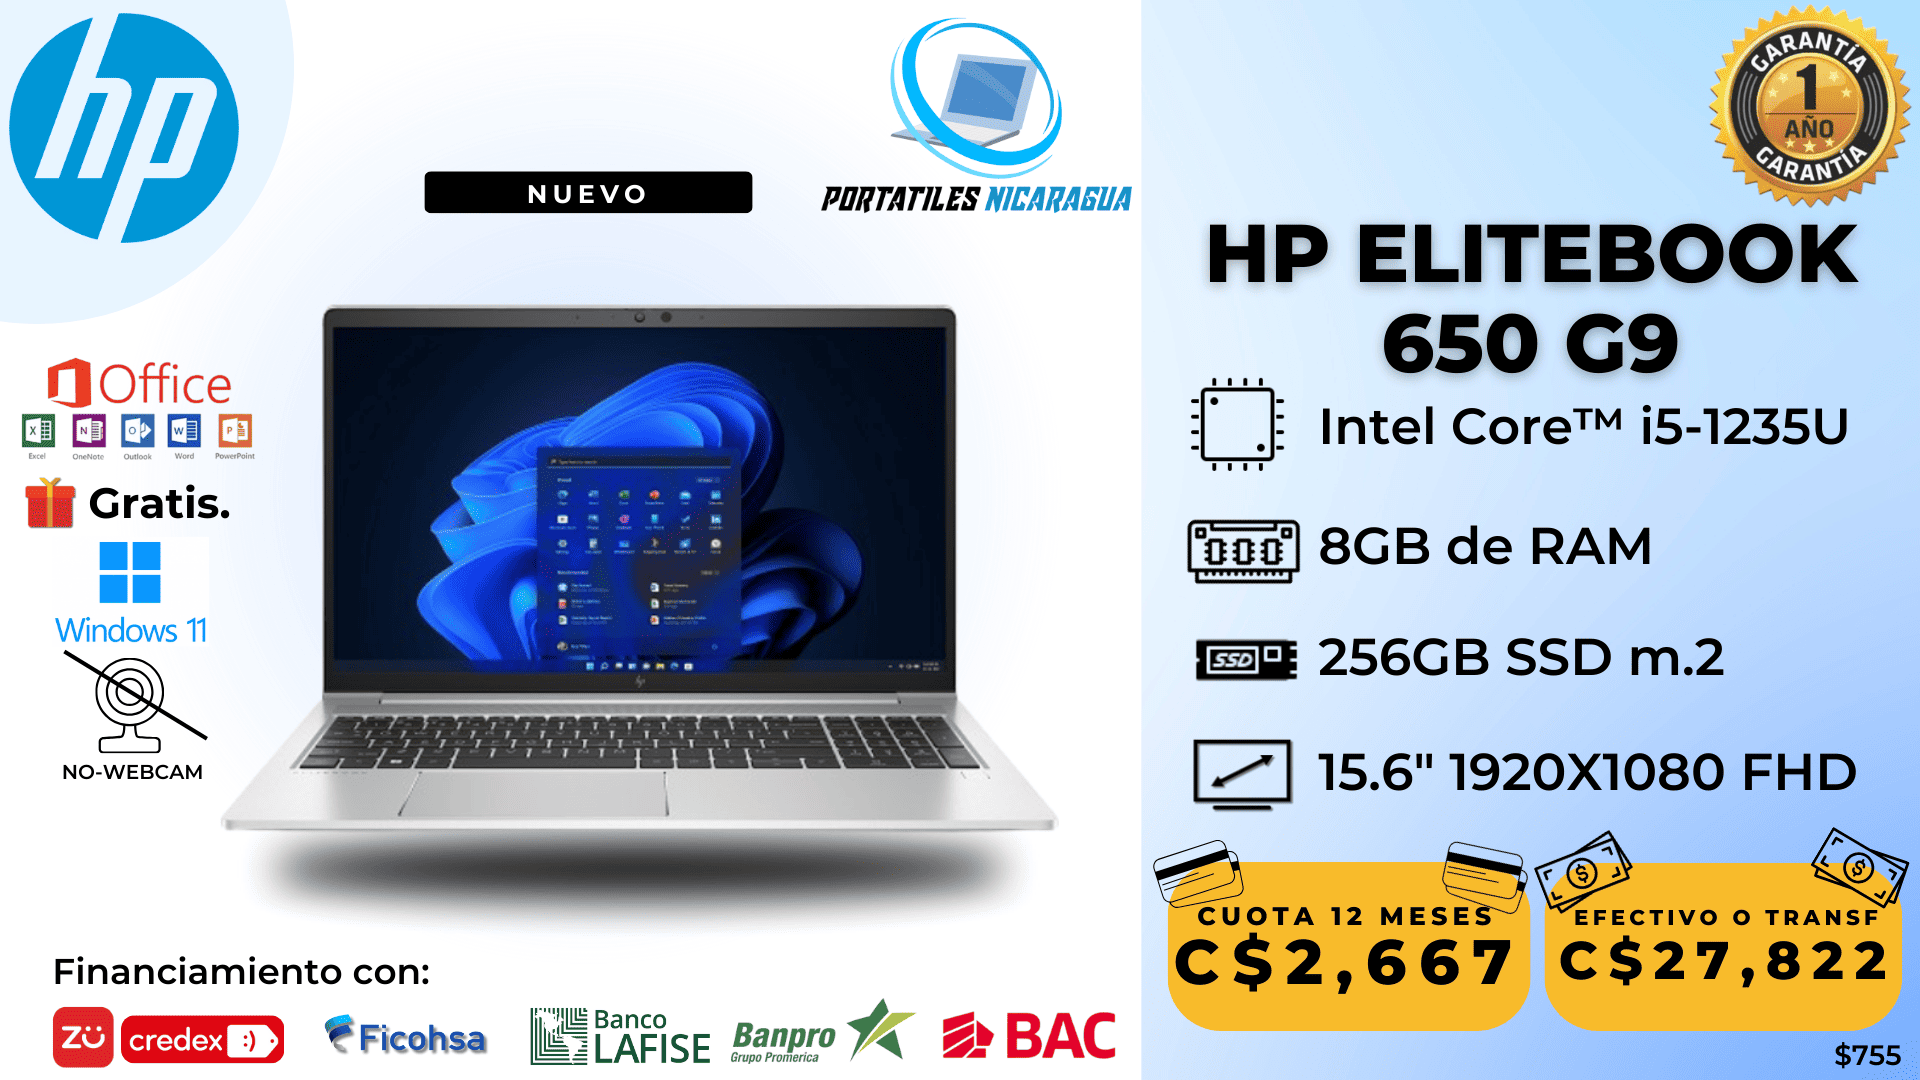 hp
NUEVO
PORTATILES NICARAGUA
GARANTÍA
1
AÑO
GARANTÍA
HP ELITEBOOK
650 G9
Intel Core™ i5-1235U
8GB de RAM
SSD
256GB SSD m.2
15.6" 1920X1080 FHD
Office
Excel OneNote Outlook Word PowerPoint
Gratis.
Windows 11
NO-WEBCAM
hp
CUOTA 12 MESES
C$2,667
EFECTIVO O TRANSF
C$27,822
$755
Financiamiento con:
ZŪ
credex :)
Ficohsa
Banco
LAFISE
Banpro
Grupo Promerica
BAC